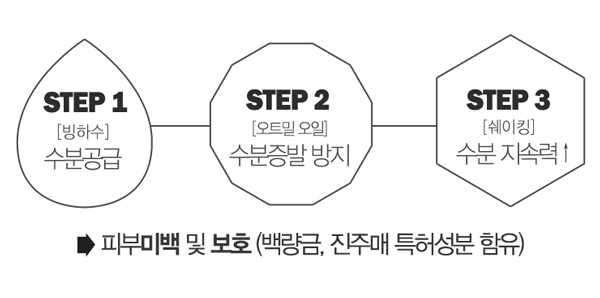 STEP 1
[빙하수]
수분공급
STEP 2
[오트밀 오일]
수분증발 방지
STEP 3
[쉐이킹]
수분 지속력↑
피부미백 및 보호 (백량금, 진주매 특허성분 함유)